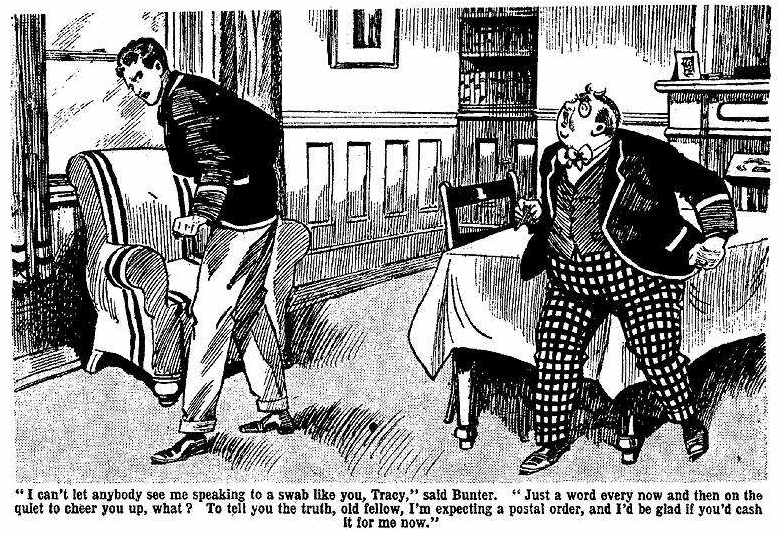 “ I can't let anybody see me speaking to a swab like you, Tracy,” said Bunter. “ Just a word every now and then on the
quiet to cheer you up, what ? To tell you the truth, old fellow, I'm expecting a postal order, and I'd be glad if you'd cash
it for me now.”